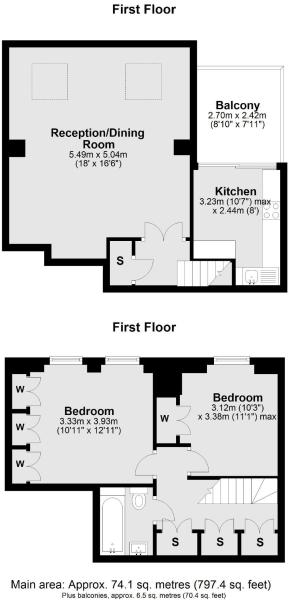 First Floor
Balcony
2.70m x 2.42m
(8'10" x 7'11")
Reception/Dining
Room
5.49m x 5.04m
(18' x 16'6")
Kitchen
3.23m (10'7") max
x 2.44m (8')
S
First Floor
W
W
W
Bedroom
3.33m x 3.93m
(10'11" x 12'11")
W
Bedroom
3.12m (10'3")
x 3.38m (11'1") max
S
S
S
Main area: Approx. 74.1 sq. metres (797.4 sq. feet)
Plus balconies, approx. 6.5 sq. metres (70.4 sq. feet)